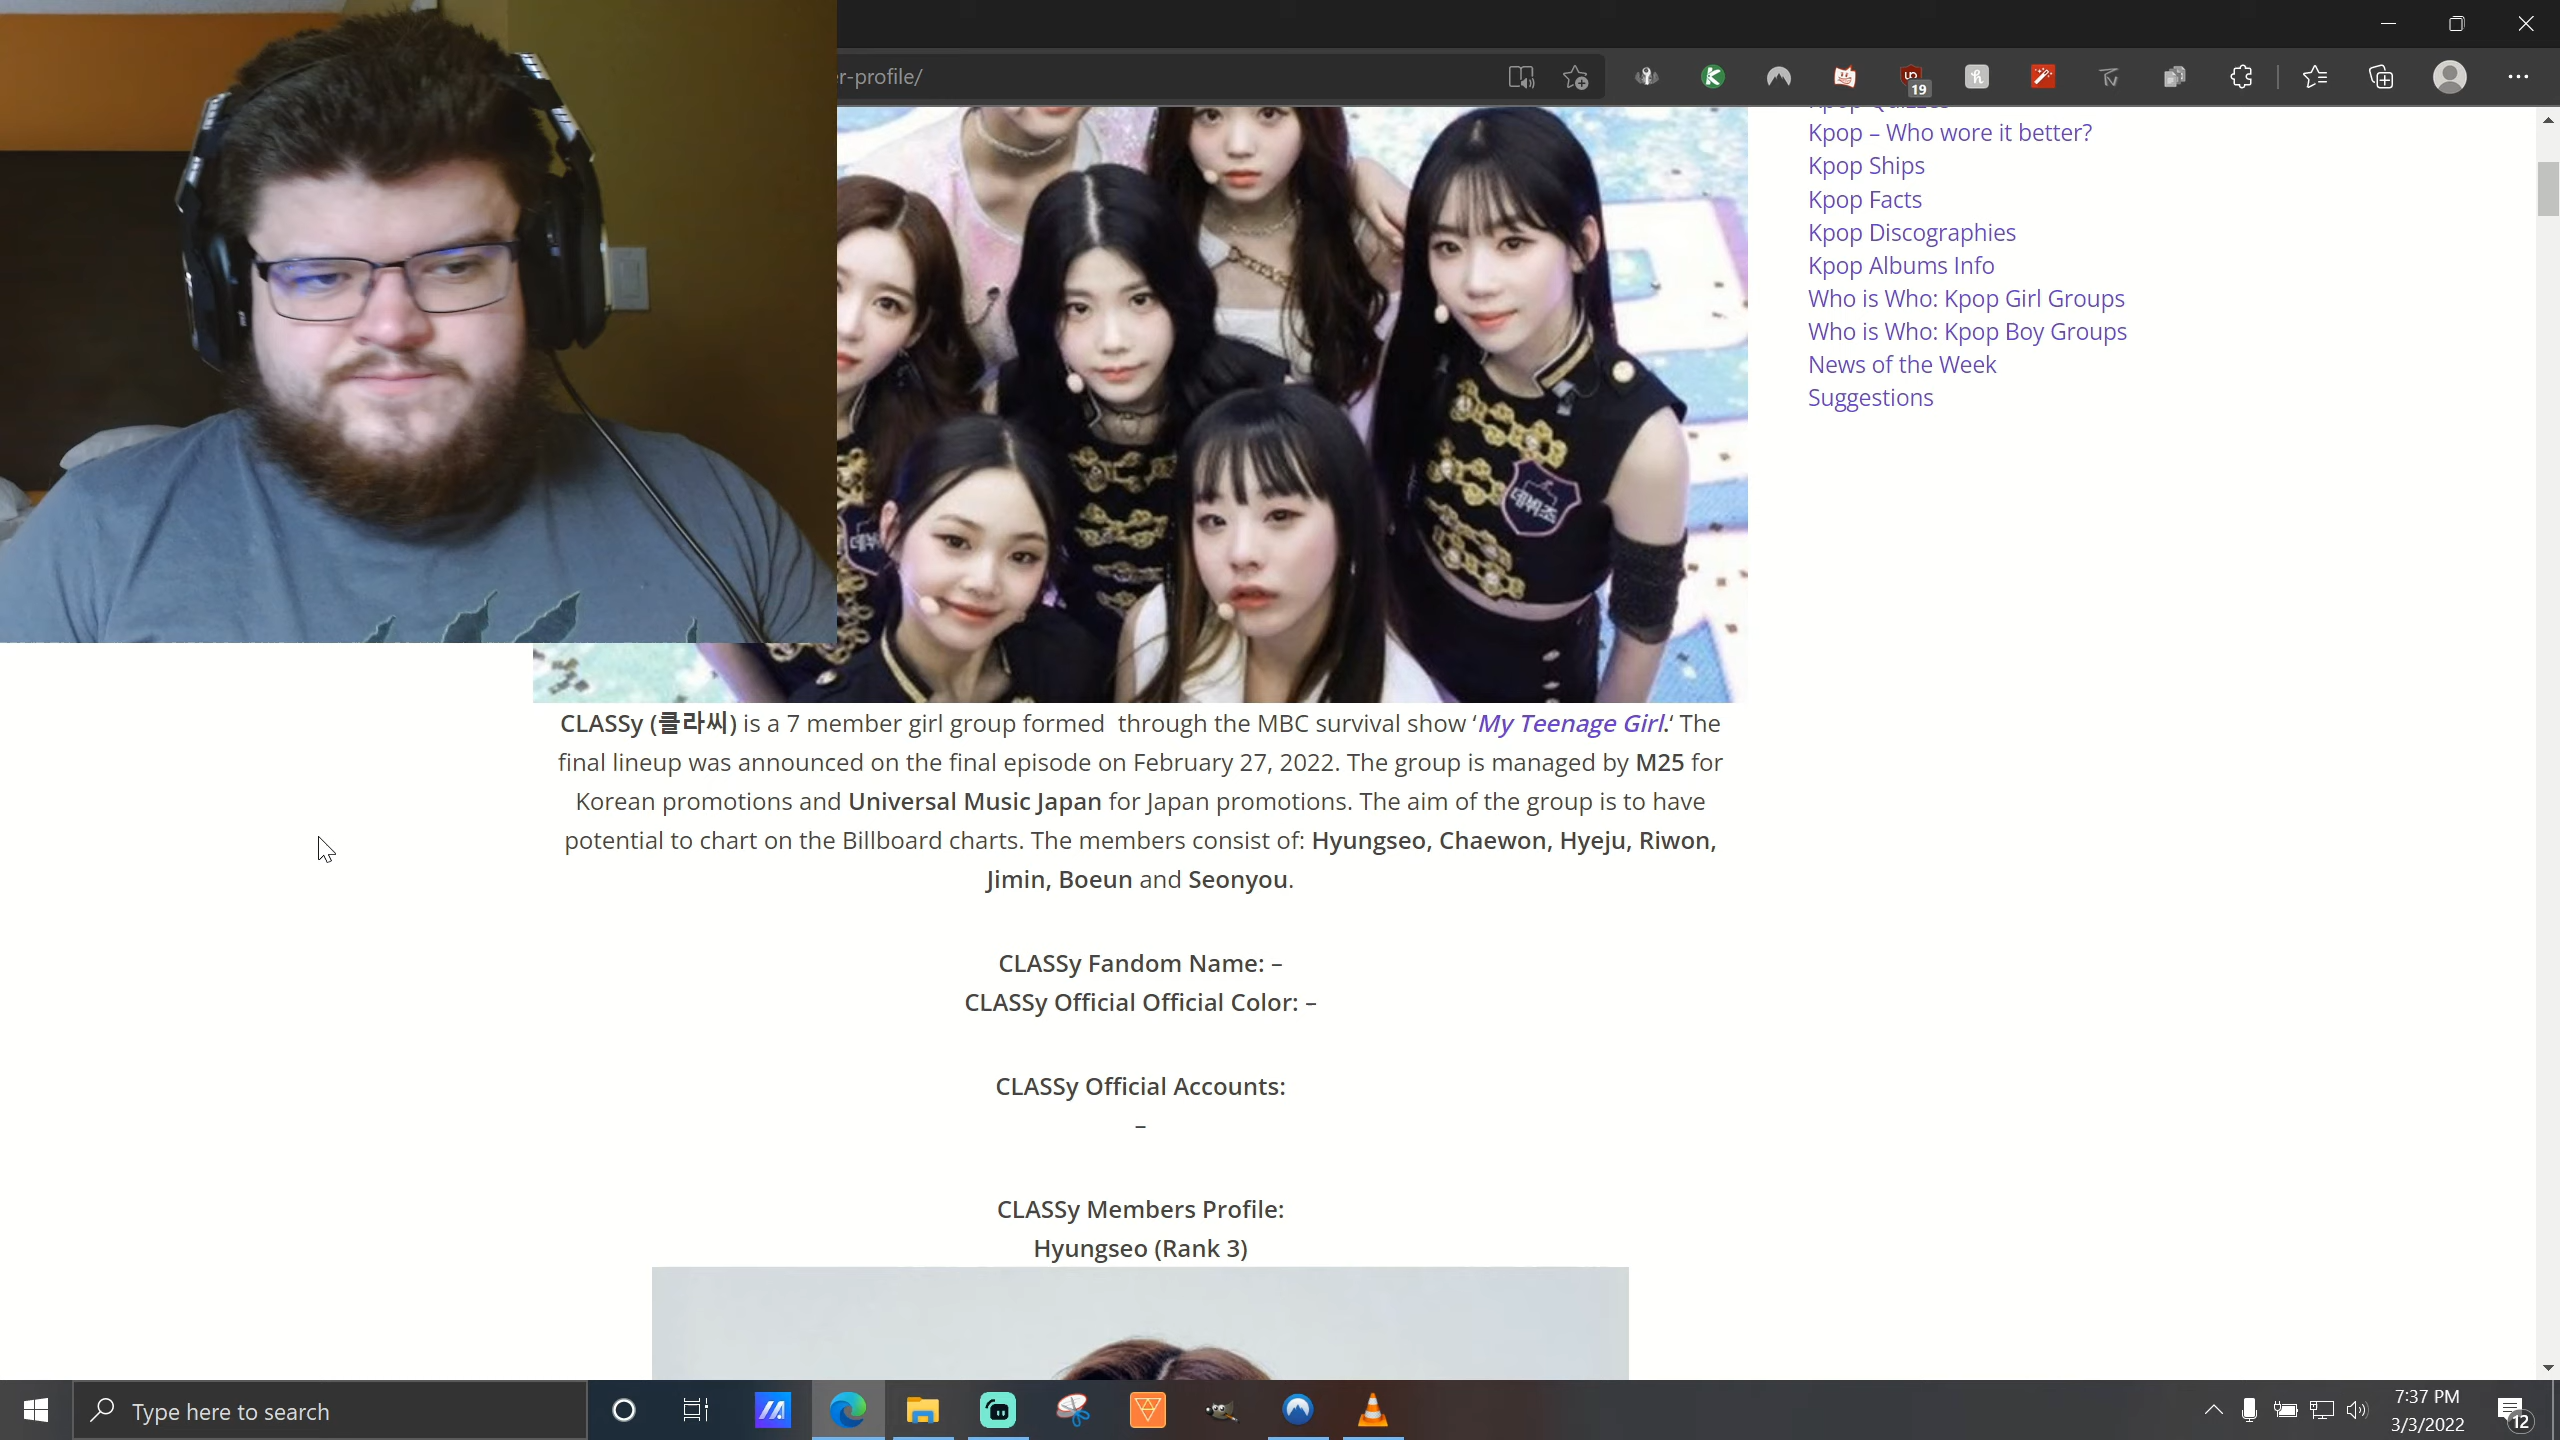 r-profile/
19
Kpop Quizzes
Kpop – Who wore it better?
Kpop Ships
Kpop Facts
Kpop Discographies
Kpop Albums Info
Who is Who: Kpop Girl Groups
Who is Who: Kpop Boy Groups
News of the Week
Suggestions
데뷔조
CLASSy (클라씨) is a 7 member girl group formed  through the MBC survival show ‘My Teenage Girl.‘ The
final lineup was announced on the final episode on February 27, 2022. The group is managed by M25 for
Korean promotions and Universal Music Japan for Japan promotions. The aim of the group is to have
potential to chart on the Billboard charts. The members consist of: Hyungseo, Chaewon, Hyeju, Riwon,
Jimin, Boeun and Seonyou.
CLASSy Fandom Name: –
CLASSy Official Official Color: –
CLASSy Official Accounts:
–
CLASSy Members Profile:
Hyungseo (Rank 3)
Type here to search
7:37 PM
3/3/2022
12